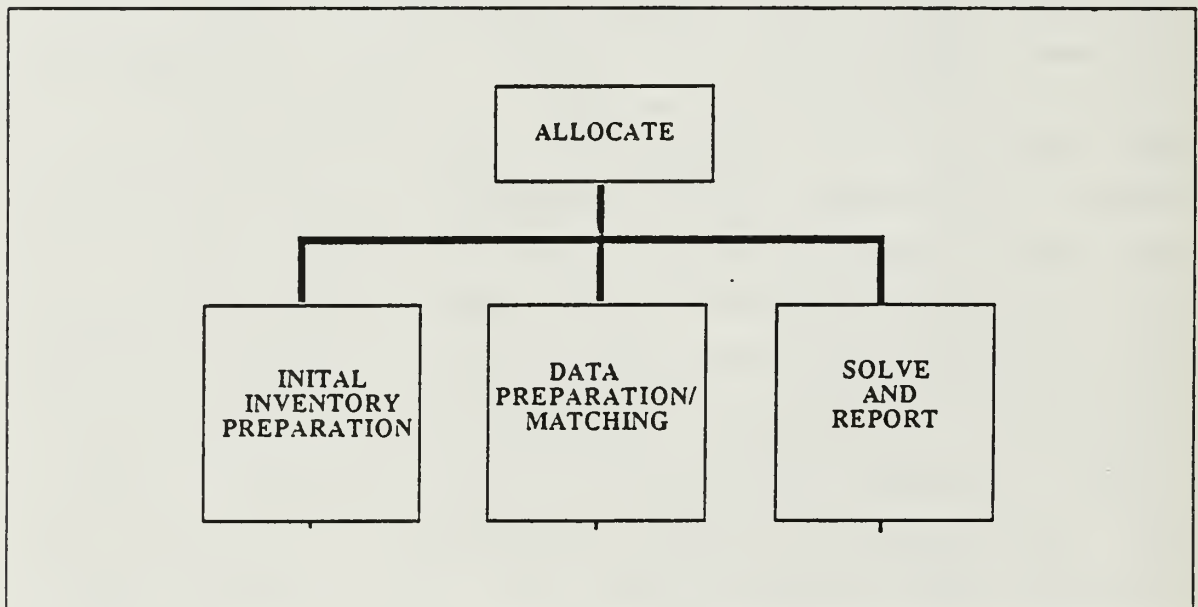 ALLOCATE
INITAL
INVENTORY
PREPARATION
DATA
PREPARATION/
MATCHING
SOLVE
AND
REPORT